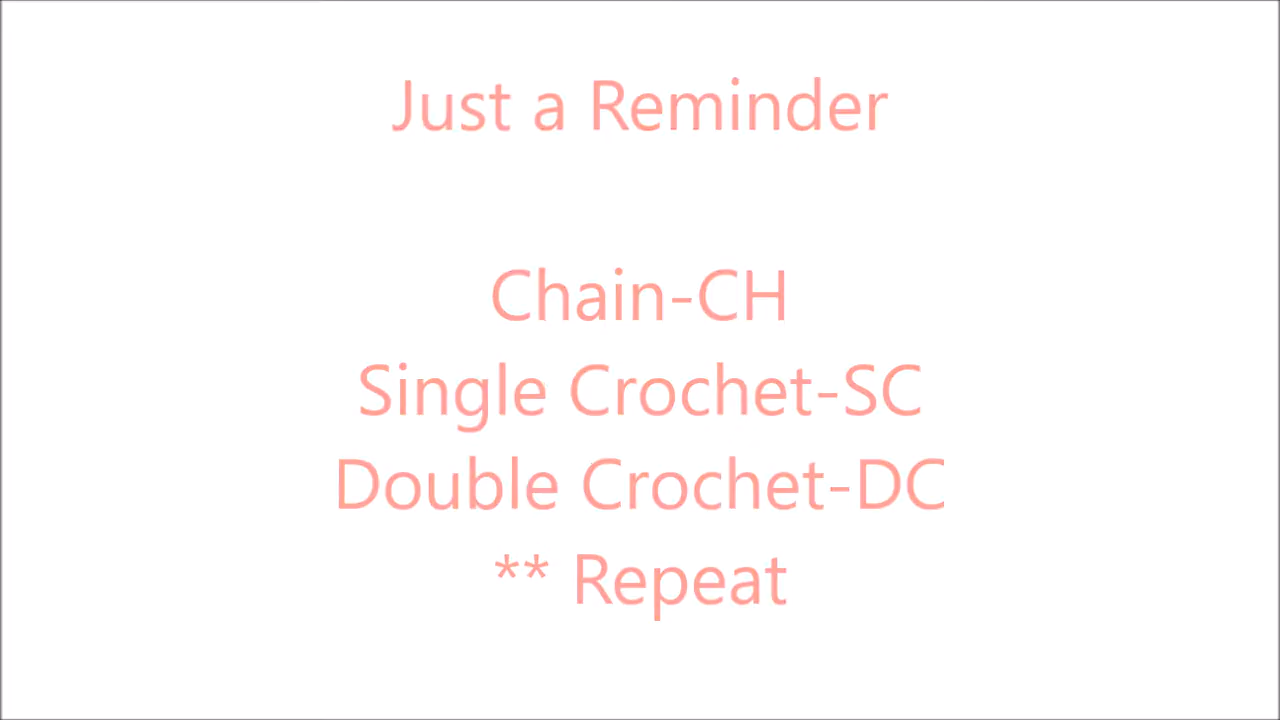 Just a Reminder
Chain-CH
Single Crochet-SC
Double Crochet-DC
** Repeat